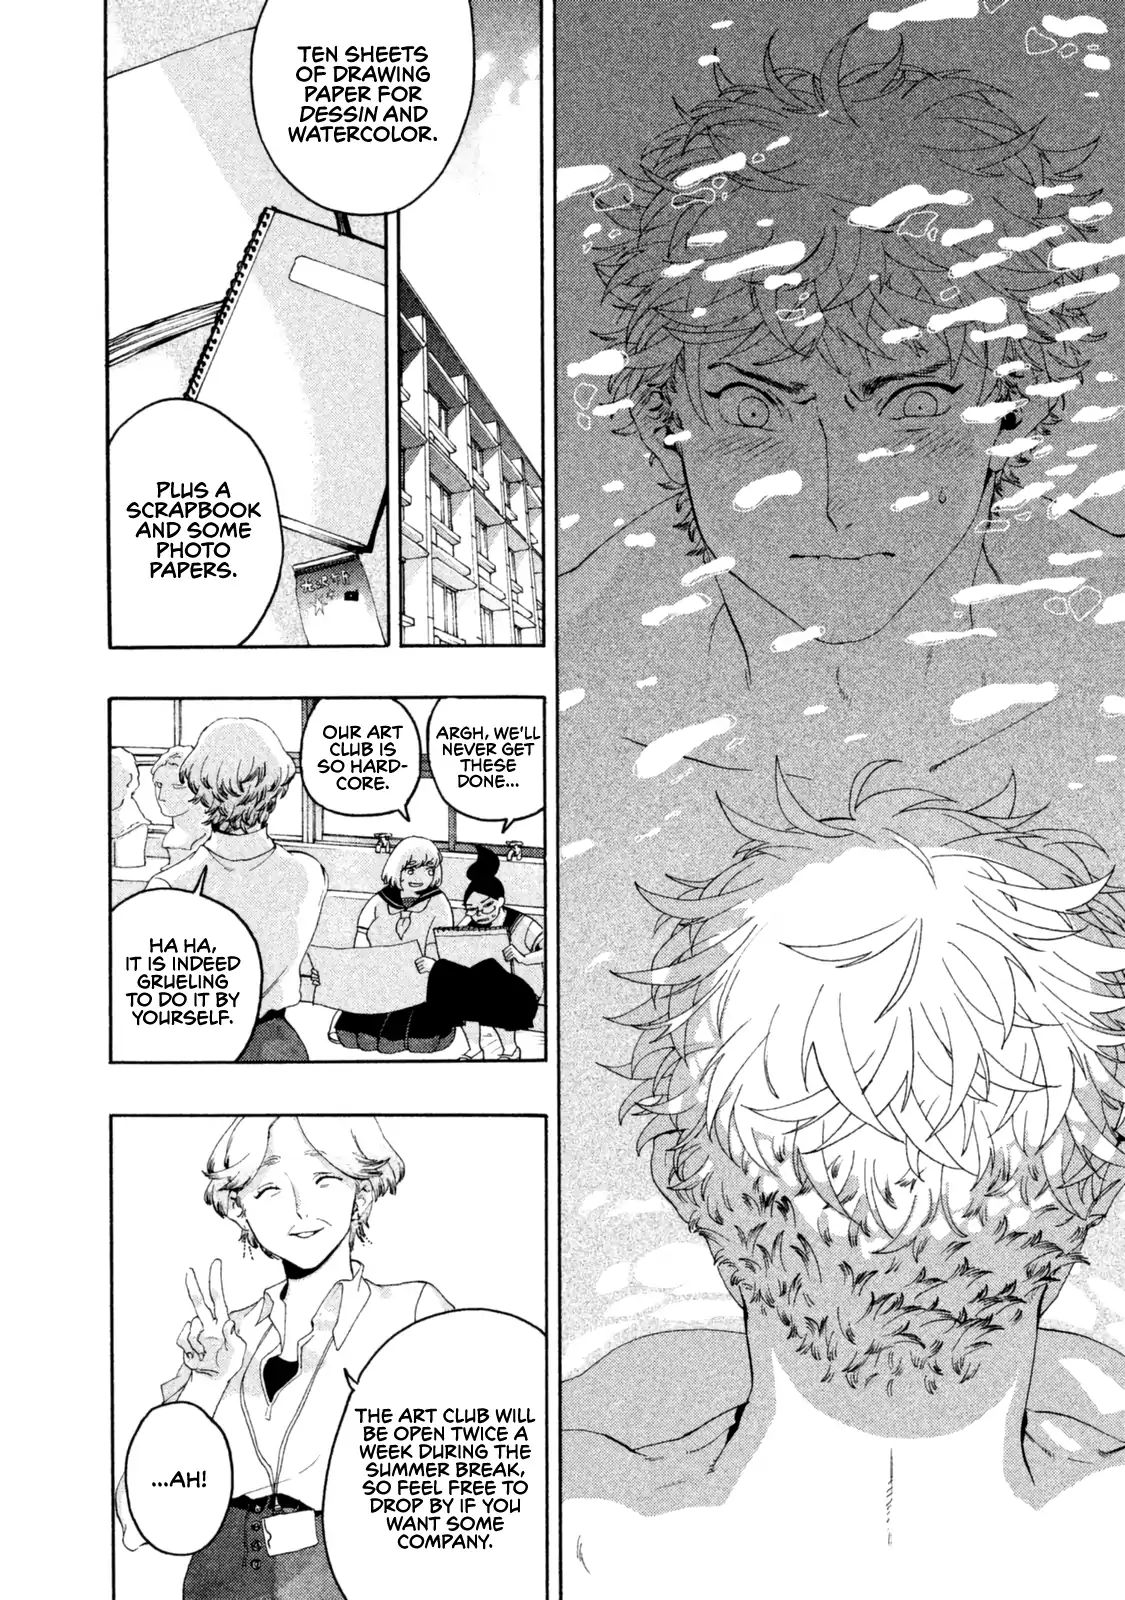 TEN SHEETS
OF DRAWING
PAPER FOR
DESSIN AND
WATERCOLOR.
PLUS A
SCRAPBOOK
AND SOME
PHOTO
PAPERS.
ARGH, WE'LL
NEVER GET
THESE
DONE...
OUR ART
CLUB IS
SO HARD-
CORE.
HA HA,
IT IS INDEED
GRUELING
TO DO IT BY
YOURSELF.
THE ART CLUB WILL
BE OPEN TWICE A
WEEK DURING THE
SUMMER BREAK,
SO FEEL FREE TO
DROP BY IF YOU
WANT SOME
COMPANY.
...AH!